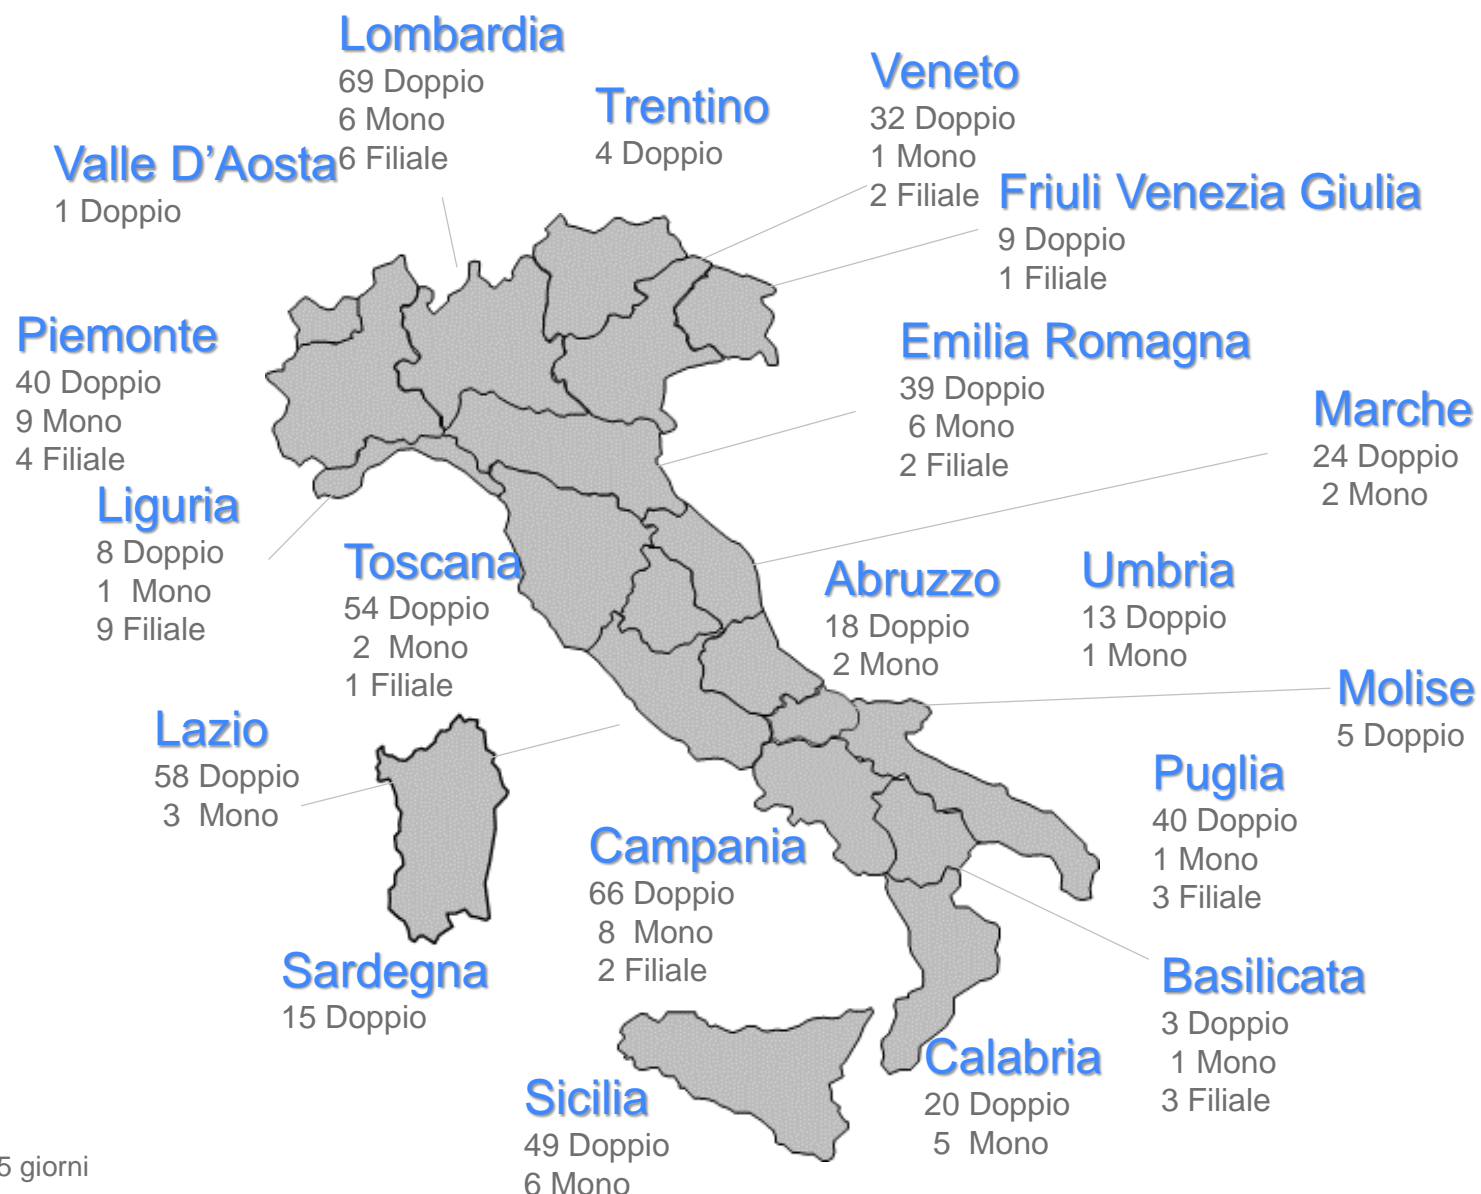 Lombardia
69 Doppio
6 Mono
6 Filiale
Trentino
4 Doppio
Veneto
32 Doppio
1 Mono
2 Filiale
Valle D’Aosta
1 Doppio
Friuli Venezia Giulia
9 Doppio
1 Filiale
Piemonte
40 Doppio
9 Mono
4 Filiale
Emilia Romagna
39 Doppio
6 Mono
2 Filiale
Marche
24 Doppio
2 Mono
Liguria
8 Doppio
1 Mono
9 Filiale
Toscana
54 Doppio
2 Mono
1 Filiale
Abruzzo
18 Doppio
2 Mono
Umbria
13 Doppio
1 Mono
Molise
5 Doppio
Lazio
58 Doppio
3 Mono
Puglia
40 Doppio
1 Mono
3 Filiale
Campania
66 Doppio
8 Mono
2 Filiale
Sardegna
15 Doppio
Basilicata
3 Doppio
1 Mono
3 Filiale
Calabria
20 Doppio
5 Mono
Sicilia
49 Doppio
6 Mono
5 giorni